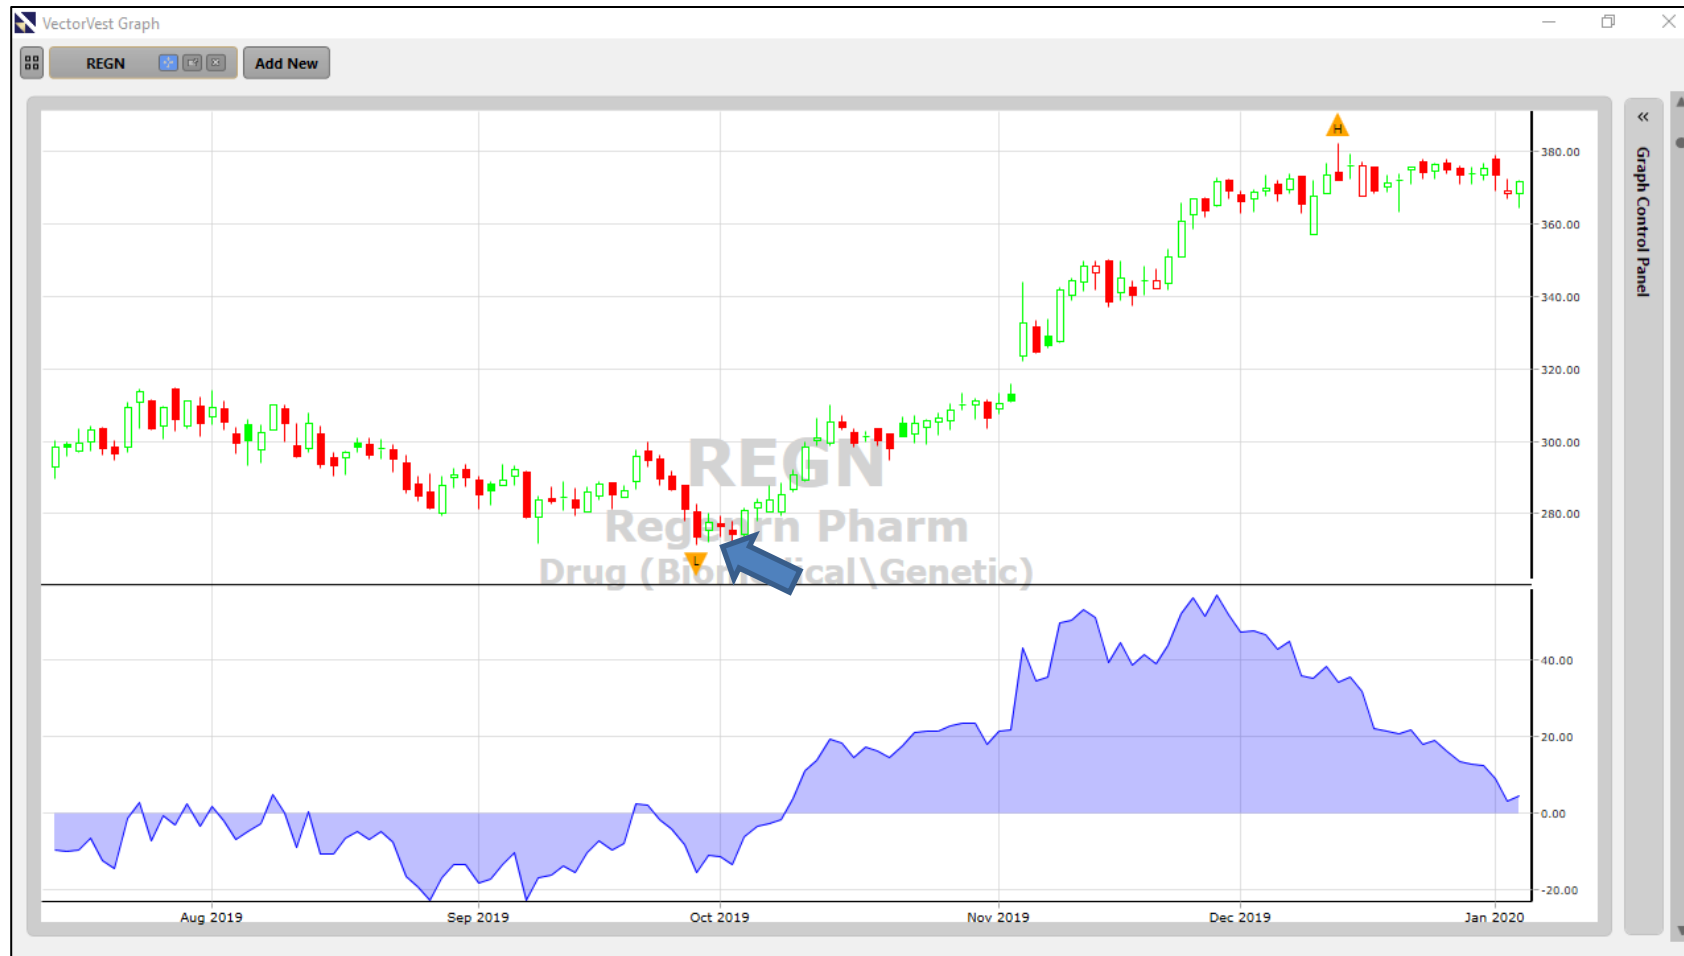 VectorVest Graph
REGN
Add New
H
380.00
360.00
340.00
320.00
300.00
280.00
REGN
Drug (Biomedical\Genetic)
L
40.00
20.00
0.00
-20.00
Aug 2019
Sep 2019
Oct 2019
Nov 2019
Dec 2019
Jan 2020
«
Graph Control Panel
Pharm